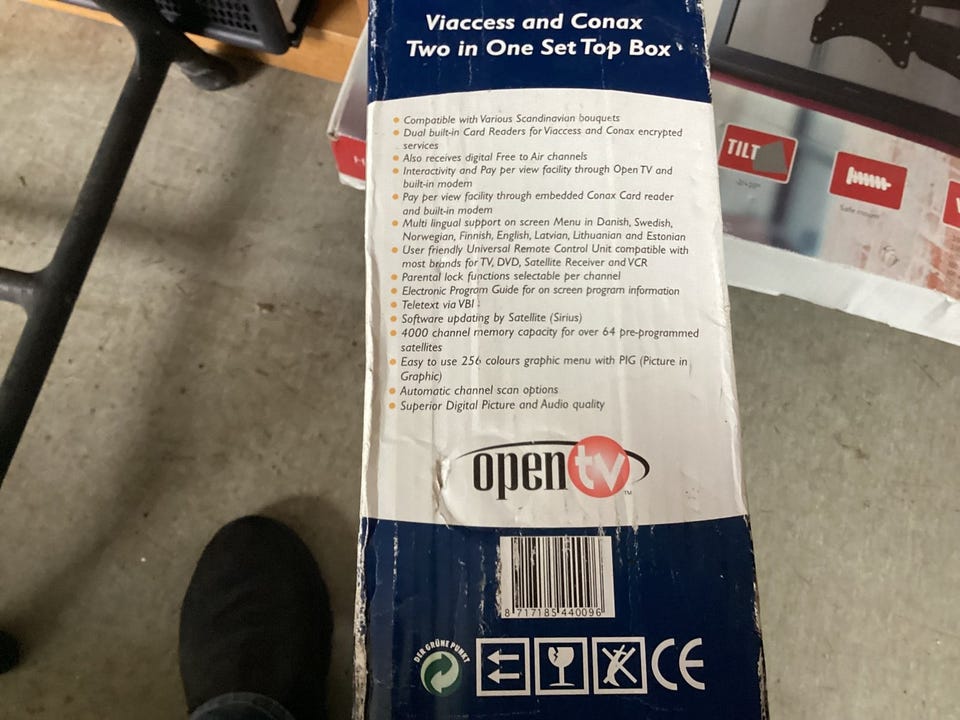 Viaccess and Conax
Two in One Set Top Box
Compatible with Various Scandinavian bouquets
Dual built-in Card Readers for Viaccess and Conax encrypted
services
Also receives digital Free to Air channels
Interactivity and Pay per view facility through Open TV and
built-in modem
Pay per view facility through embedded Conax Card reader
and built-in modem
Multi lingual support on screen Menu in Danish, Swedish,
Norwegian, Finnish, English, Latvian, Lithuanian and Estonian
User friendly Universal Remote Control Unit compatible with
most brands for TV, DVD, Satellite Receiver and VCR
Parental lock functions selectable per channel
Electronic Program Guide for on screen program information
Teletext via VBI
Software updating by Satellite (Sirius)
4000 channel memory capacity for over 64 pre-programmed
satellites
Easy to use 256 colours graphic menu with PIG (Picture in
Graphic)
Automatic channel scan options
Superior Digital Picture and Audio quality
opentv™
8 717185 440096
DER GRÜNE PUNKT
CE
TILT
Safe mount